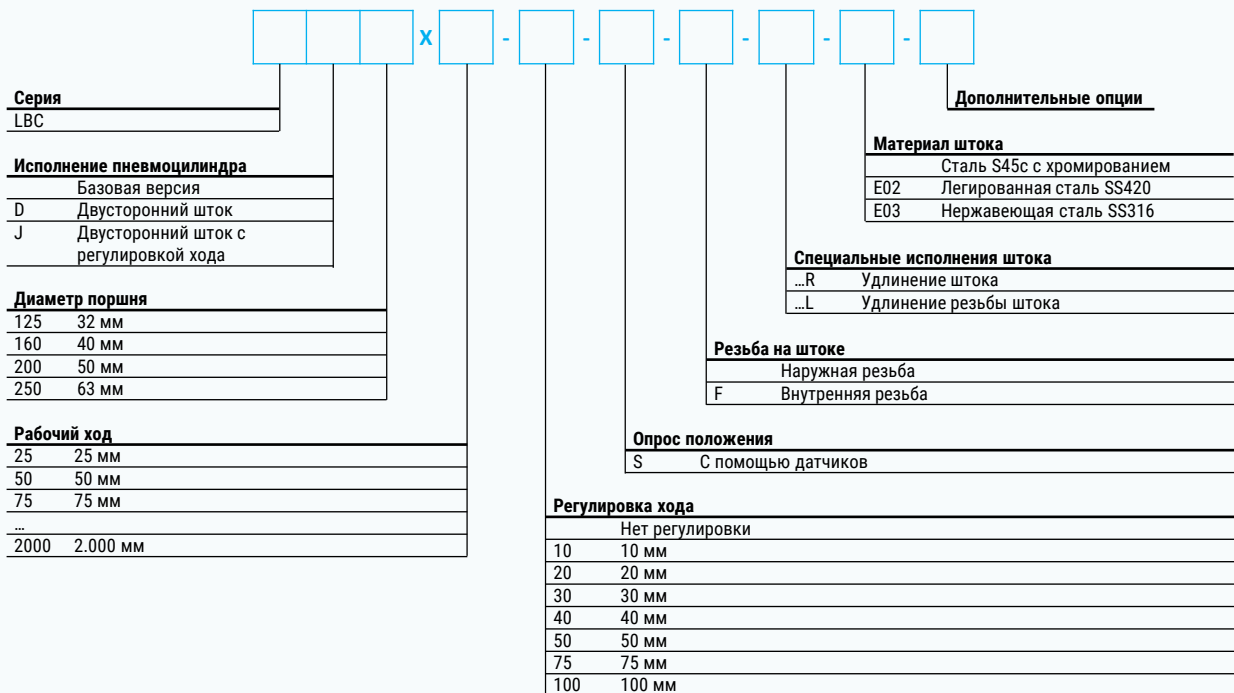 X - - - - - -
Серия
LBC
Исполнение пневмоцилиндра
Базовая версия
D Двусторонний шток
J Двусторонний шток с
регулировкой хода
Диаметр поршня
125 32 мм
160 40 мм
200 50 мм
250 63 мм
Рабочий ход
25 25 мм
50 50 мм
75 75 мм
...
2000 2.000 мм
Дополнительные опции
Материал штока
Сталь S45c с хромированием
E02 Легированная сталь SS420
E03 Нержавеющая сталь SS316
Специальные исполнения штока
...R Удлинение штока
...L Удлинение резьбы штока
Резьба на штоке
Наружная резьба
F Внутренняя резьба
Опрос положения
S С помощью датчиков
Регулировка хода
Нет регулировки
10 10 мм
20 20 мм
30 30 мм
40 40 мм
50 50 мм
75 75 мм
100 100 мм